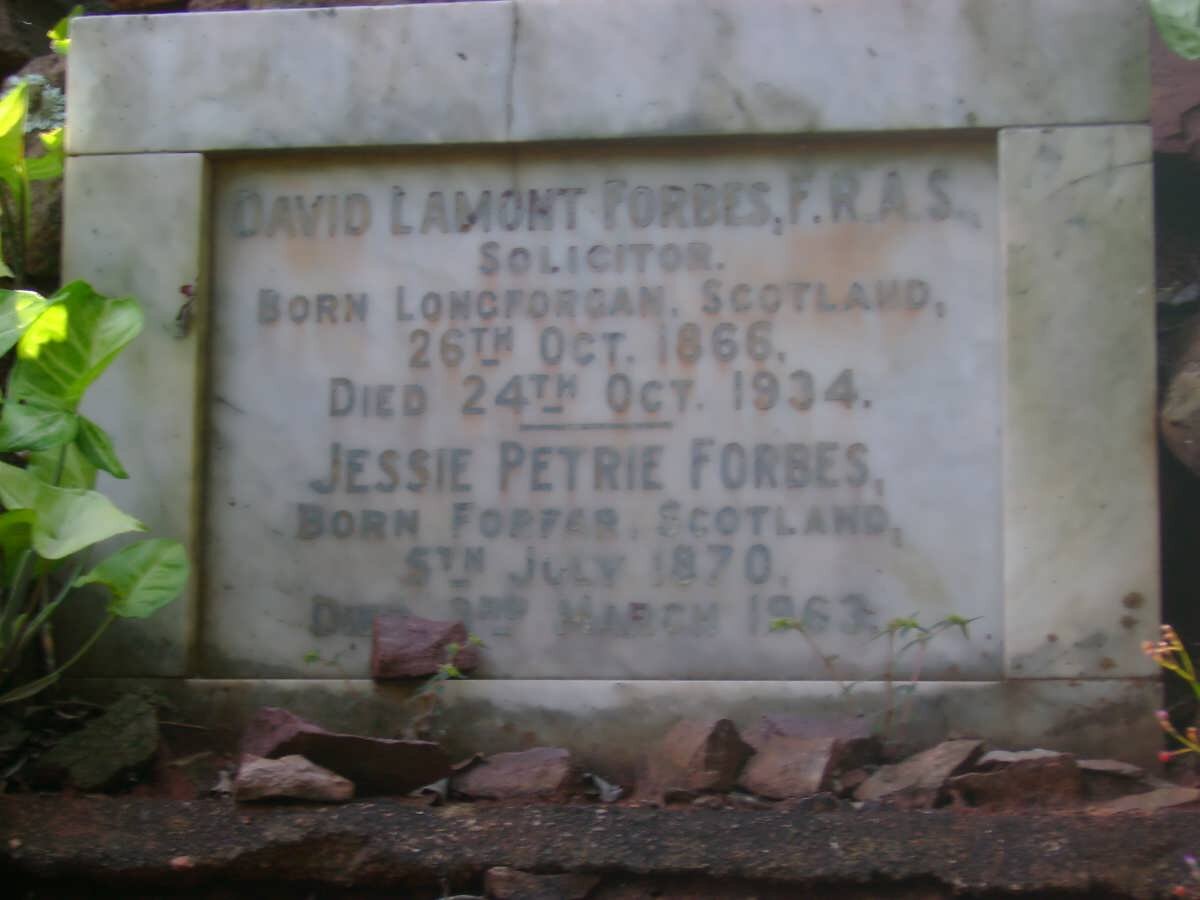 DAVID LAMONT FORBES, F.R.A.S.,
SOLICITOR.
BORN LONGFORGAN, SCOTLAND,
26TH OCT. 1866.
DIED 24TH OCT. 1934.
JESSIE PETRIE FORBES,
BORN FORFAR, SCOTLAND,
5TH JULY 1870.
DIED MARCH 1963.